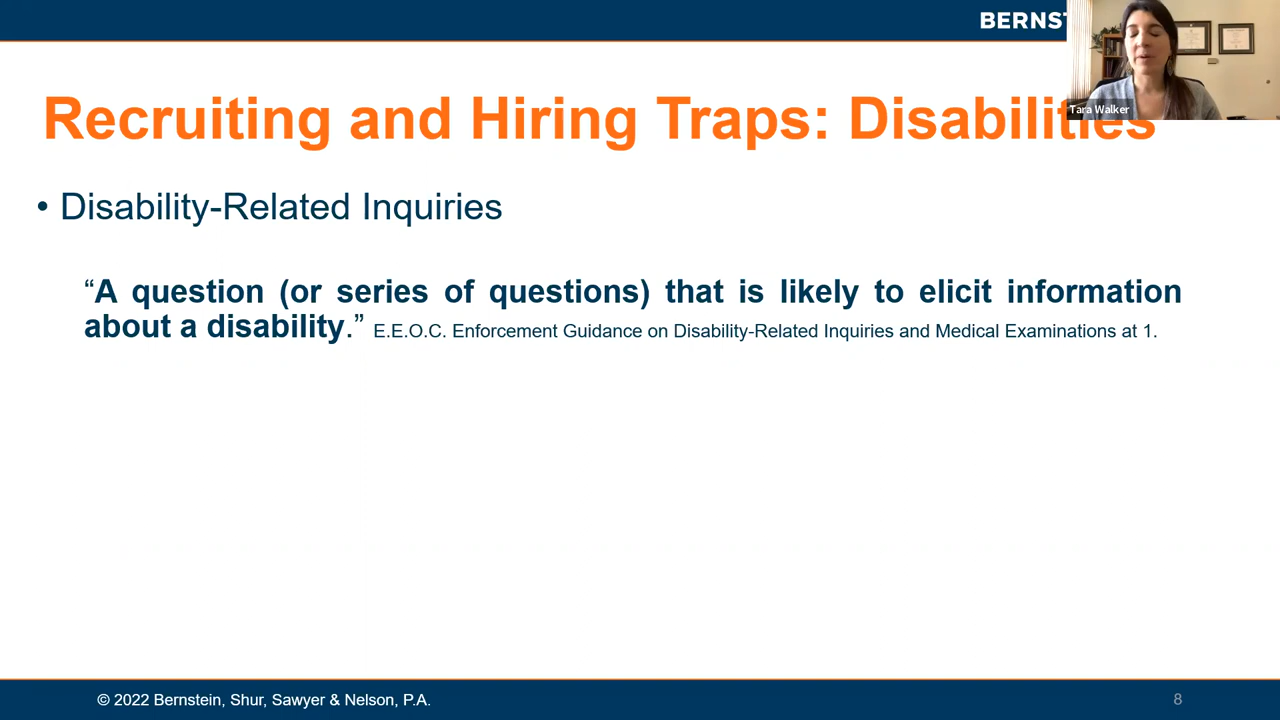 BERNST
Tara Walker
Recruiting and Hiring Traps: Disabilities
• Disability-Related Inquiries
“A question (or series of questions) that is likely to elicit information
about a disability.” E.E.O.C. Enforcement Guidance on Disability-Related Inquiries and Medical Examinations at 1.
© 2022 Bernstein, Shur, Sawyer & Nelson, P.A.
8